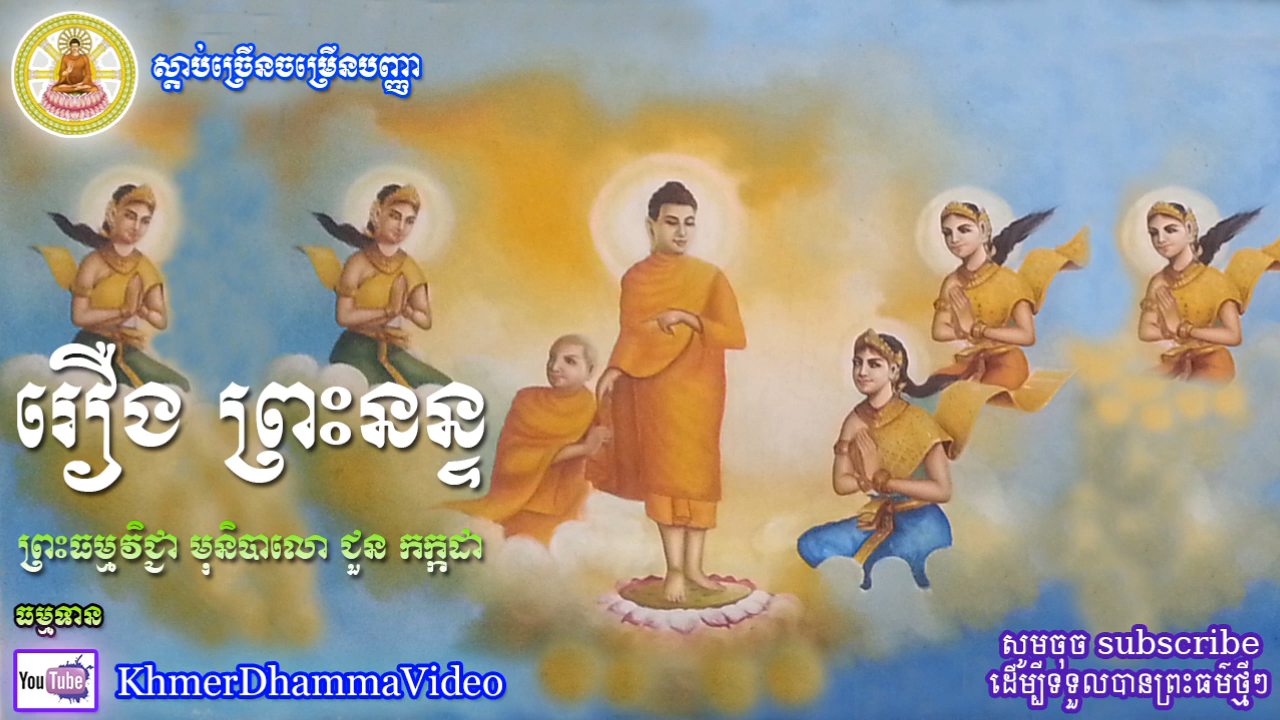 ស្តាប់ច្រើនចម្រើនបញ្ញា
រឿង ព្រះនន្ទ
ព្រះធម្មវិជ្ជា មុនិបាលោ ជួន កក្កដា
ធម្មទាន
YouTube KhmerDhammaVideo
សូមចុច subscribe
ដើម្បីទទួលបានព្រះធម៌ថ្មីៗ